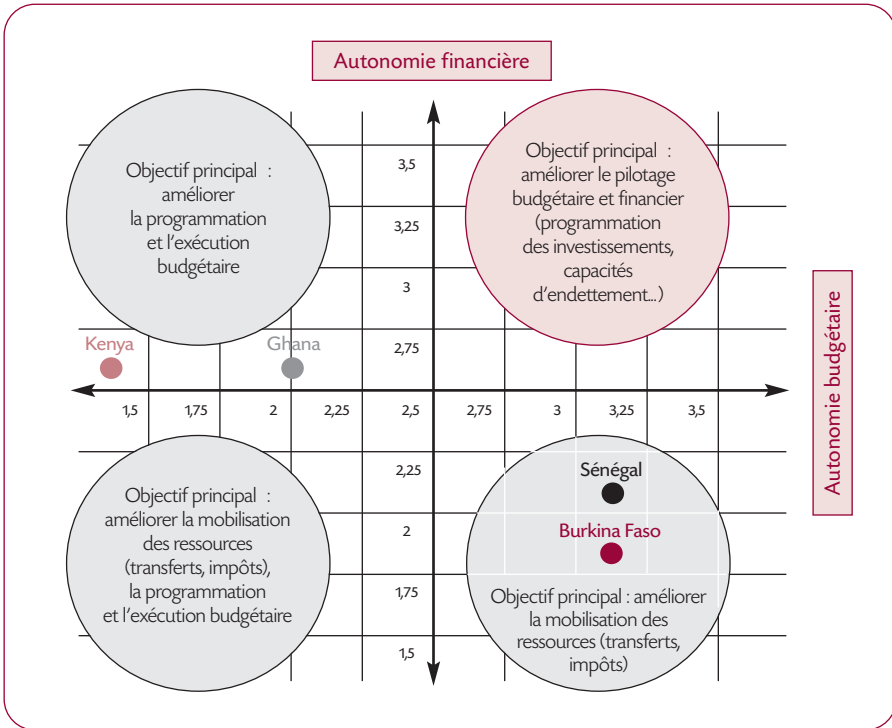 Autonomie financière
Objectif principal :
améliorer
la programmation
et l'exécution
budgétaire
Objectif principal :
améliorer le pilotage
budgétaire et financier
(programmation
des investissements,
capacités
d'endettement...)
3,5
3,25
3
2,75
Kenya
Ghana
Autonomie budgétaire
1,5 1,75 2 2,25 2,5 2,75 3 3,25 3,5
Objectif principal :
améliorer la mobilisation
des ressources
(transferts, impôts),
la programmation
et l'exécution budgétaire
2,25
2
1,75
1,5
Sénégal
Burkina Faso
Objectif principal : améliorer
la mobilisation des
ressources (transferts,
impôts)